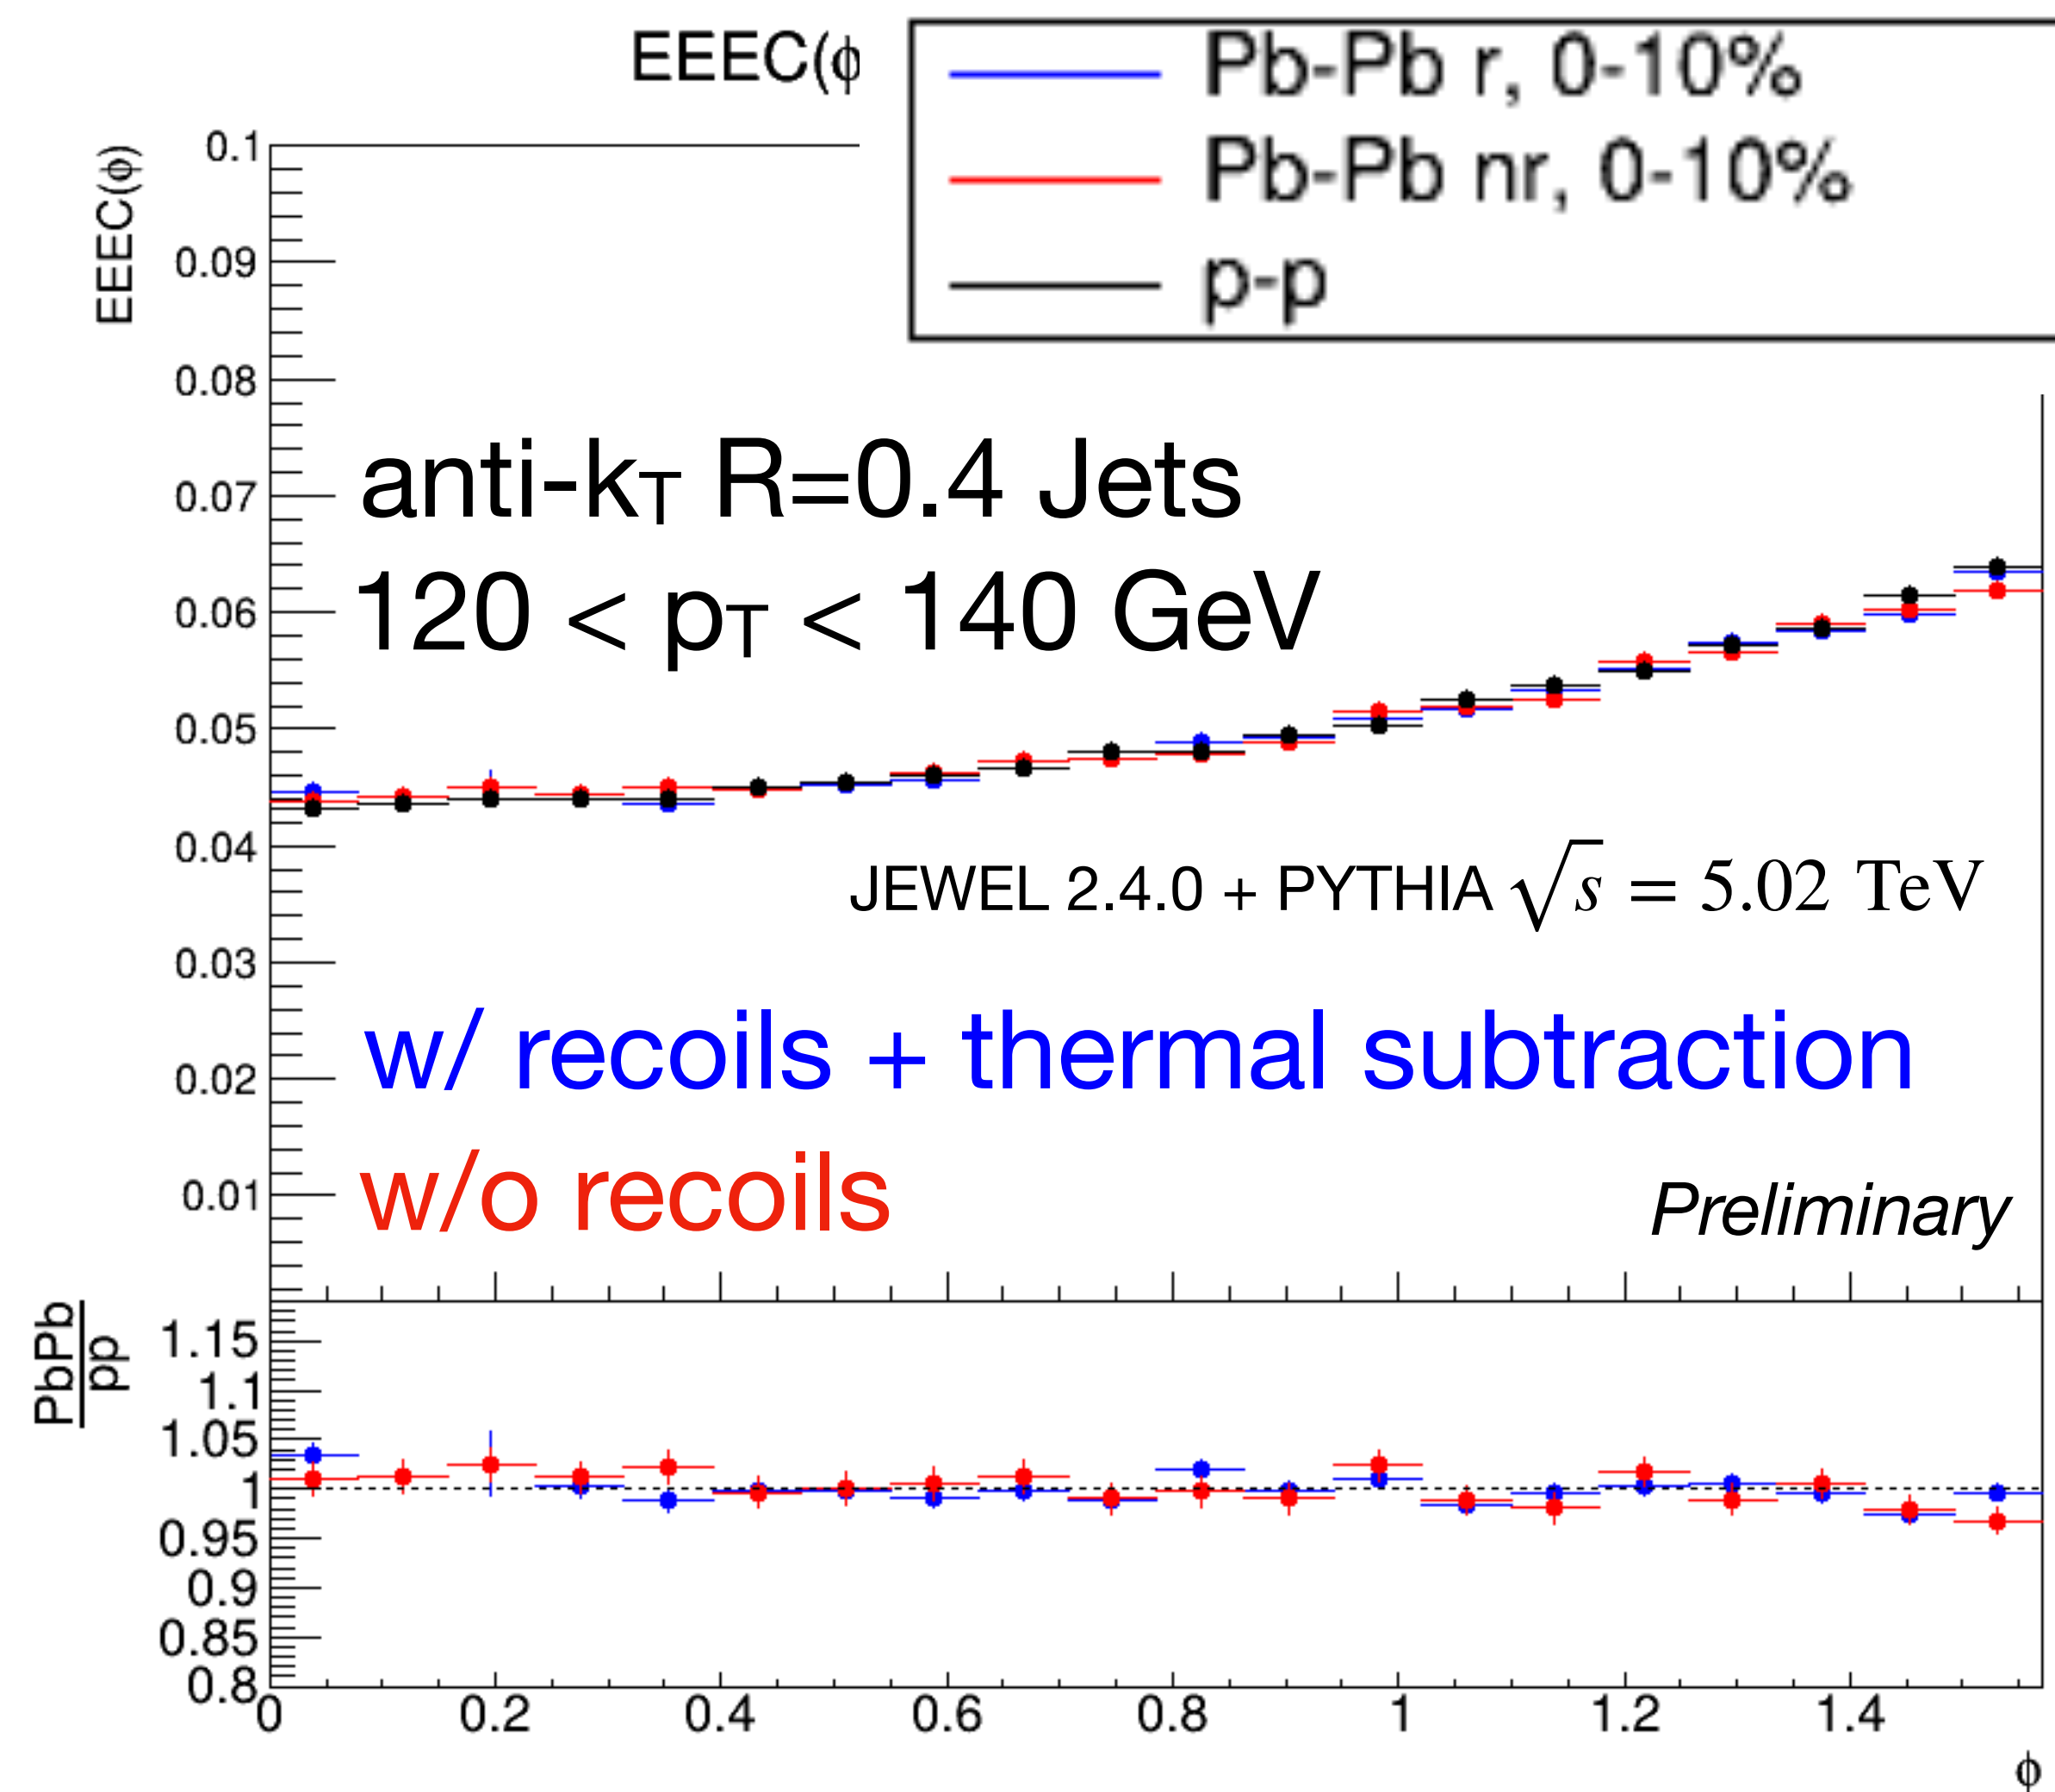 EEEC(ϕ
Pb-Pb r, 0-10%
Pb-Pb nr, 0-10%
p-p
EEEC(ϕ)
0.1
0.09
0.08
0.07
0.06
0.05
0.04
0.03
0.02
0.01
anti-kT R=0.4 Jets
120 < pT < 140 GeV
JEWEL 2.4.0 + PYTHIA √s = 5.02 TeV
w/ recoils + thermal subtraction
w/o recoils
Preliminary
PbPb
pp
1.15
1.1
1.05
1
0.95
0.9
0.85
0.8
0 0.2 0.4 0.6 0.8 1 1.2 1.4
ϕ